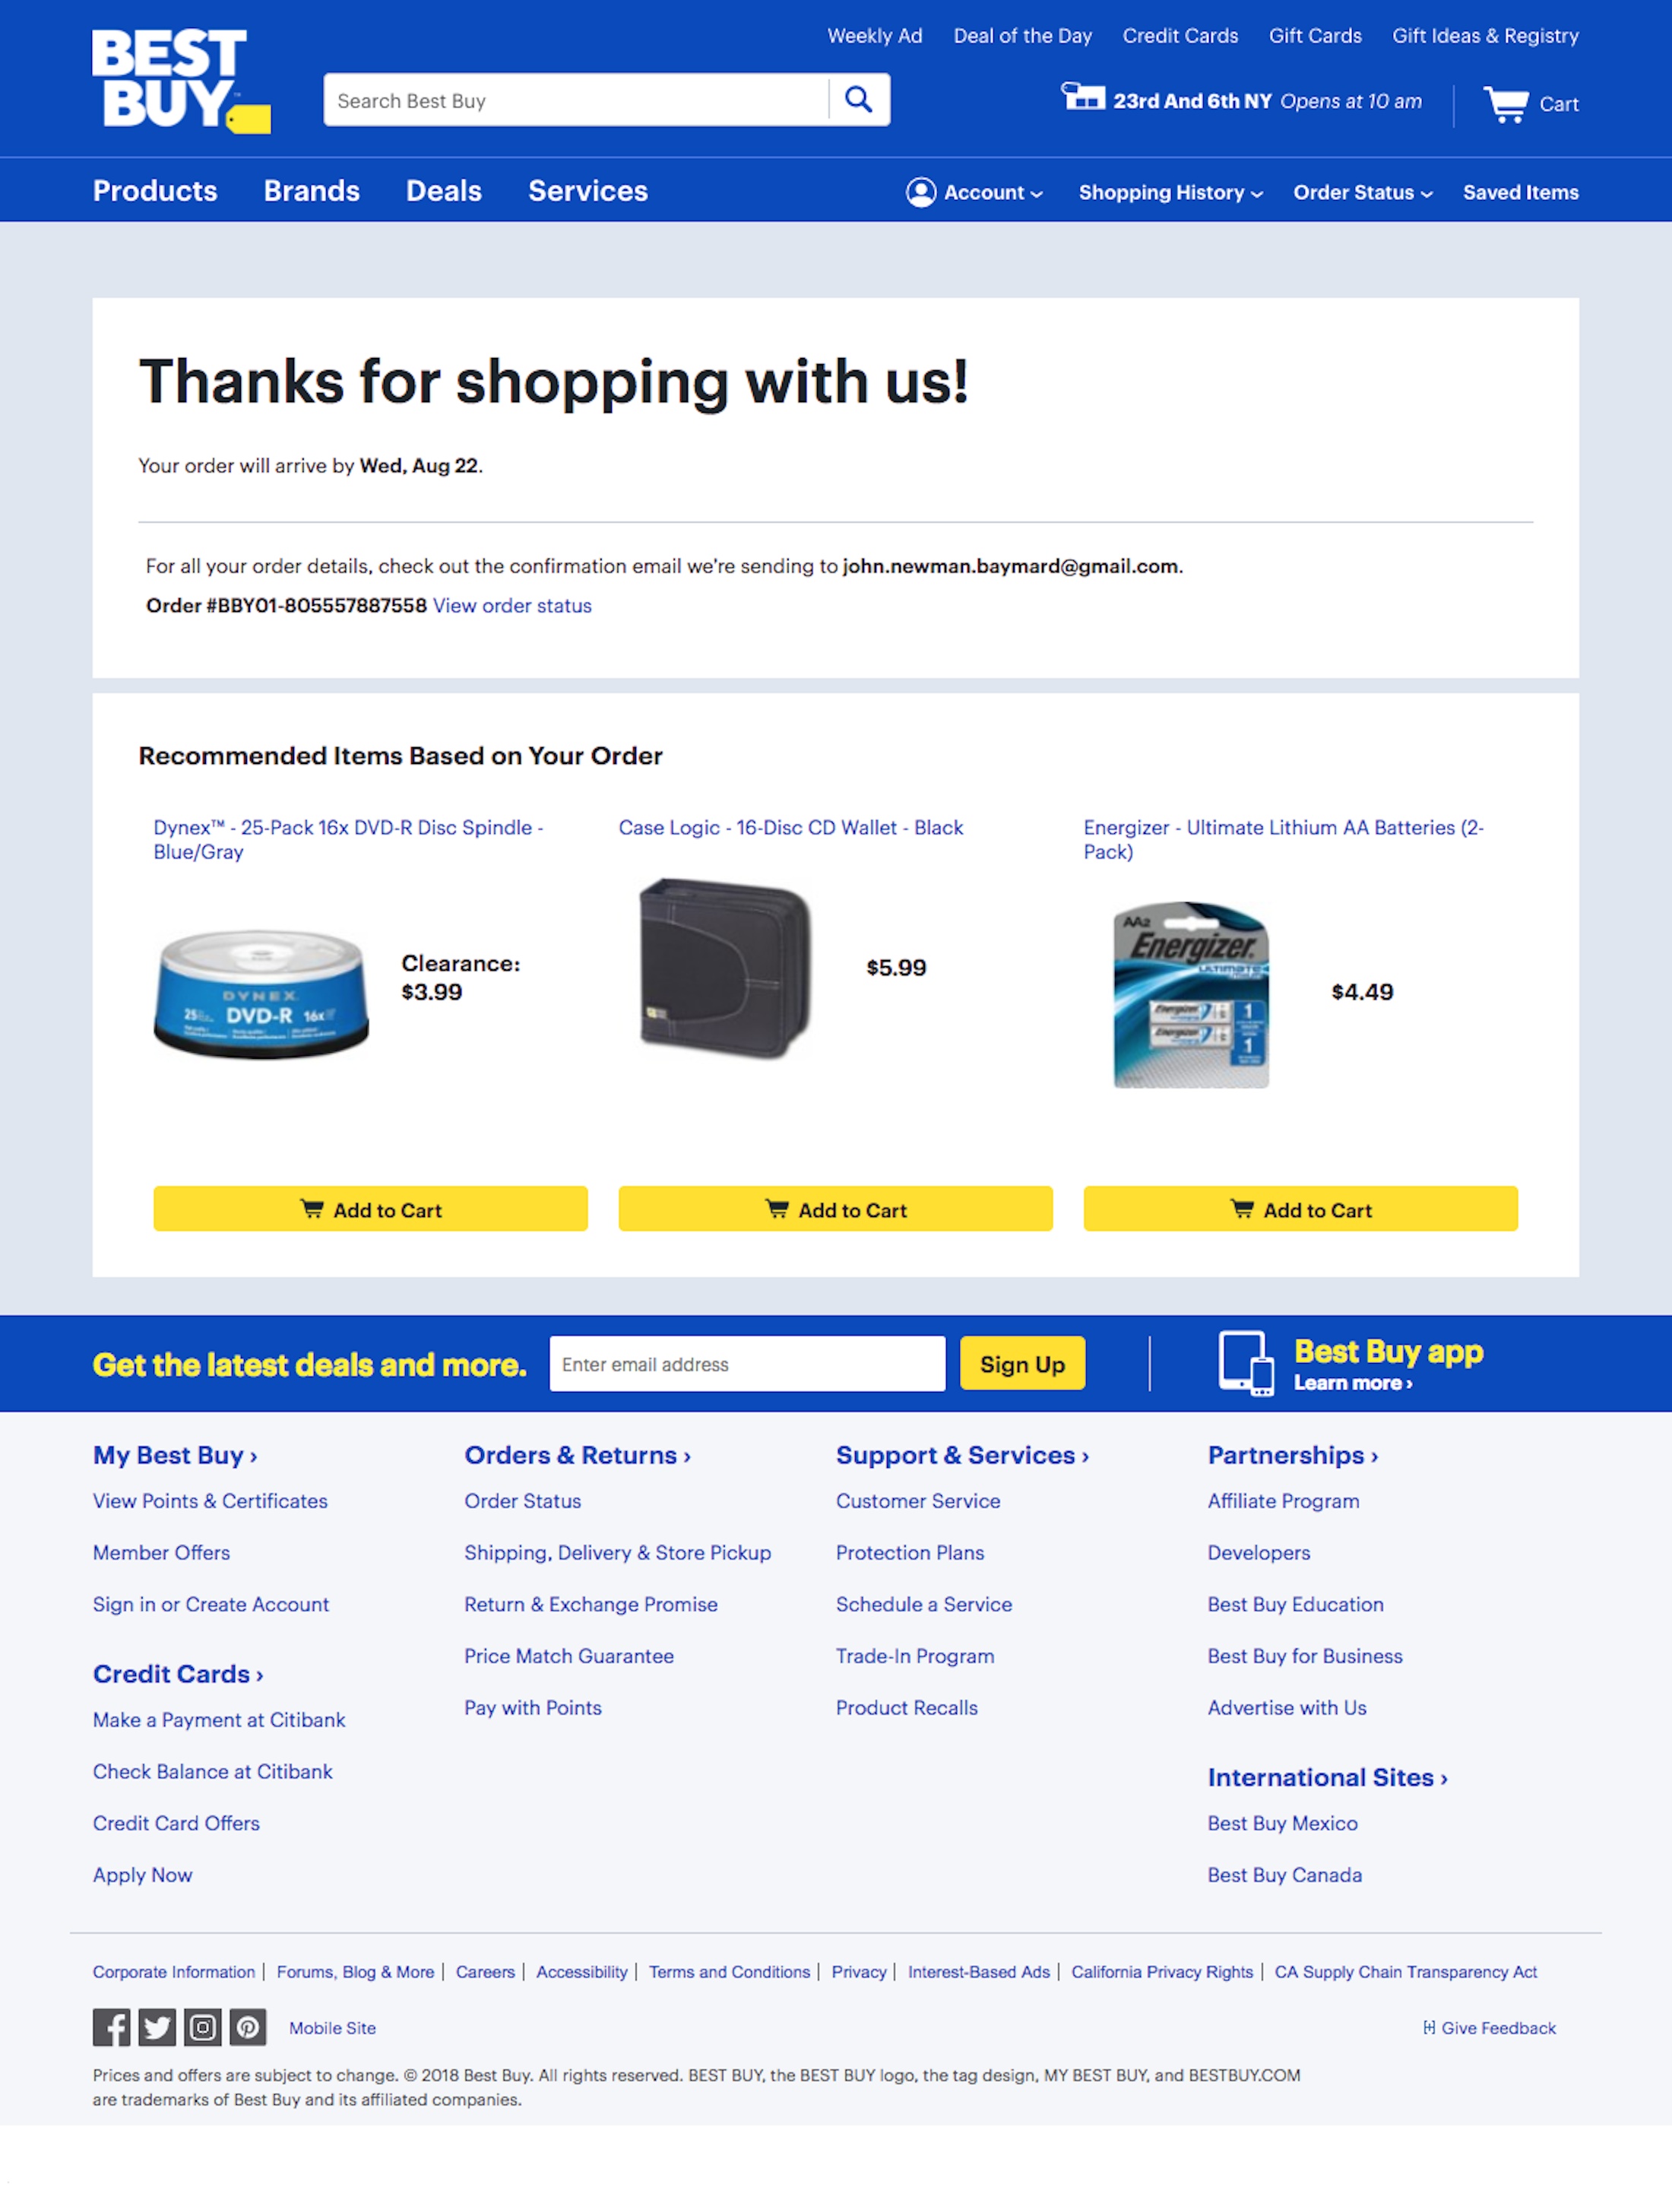 BEST
BUY™
Weekly Ad Deal of the Day Credit Cards Gift Cards Gift Ideas & Registry
Search Best Buy
23rd And 6th NY Opens at 10 am
Cart
Products Brands Deals Services
Account Shopping History Order Status Saved Items
Thanks for shopping with us!
Your order will arrive by Wed, Aug 22.
For all your order details, check out the confirmation email we're sending to john.newman.baymard@gmail.com.
Order #BBY01-805557887558 View order status
Recommended Items Based on Your Order
Dynex™ - 25-Pack 16x DVD-R Disc Spindle -
Blue/Gray
DYNEX
25 DVD-R 16x
Clearance:
$3.99
Case Logic - 16-Disc CD Wallet - Black
$5.99
Energizer - Ultimate Lithium AA Batteries (2-
Pack)
AA2
Energizer
ULTIMATE
Energizer 1
Energizer 1
$4.49
Add to Cart Add to Cart Add to Cart
Get the latest deals and more.
Enter email address
Sign Up
Best Buy app
Learn more ›
My Best Buy ›
View Points & Certificates
Member Offers
Sign in or Create Account
Credit Cards ›
Make a Payment at Citibank
Check Balance at Citibank
Credit Card Offers
Apply Now
Orders & Returns ›
Order Status
Shipping, Delivery & Store Pickup
Return & Exchange Promise
Price Match Guarantee
Pay with Points
Support & Services ›
Customer Service
Protection Plans
Schedule a Service
Trade-In Program
Product Recalls
Partnerships ›
Affiliate Program
Developers
Best Buy Education
Best Buy for Business
Advertise with Us
International Sites ›
Best Buy Mexico
Best Buy Canada
Corporate Information | Forums, Blog & More | Careers | Accessibility | Terms and Conditions | Privacy | Interest-Based Ads | California Privacy Rights | CA Supply Chain Transparency Act
Mobile Site
[+] Give Feedback
Prices and offers are subject to change. © 2018 Best Buy. All rights reserved. BEST BUY, the BEST BUY logo, the tag design, MY BEST BUY, and BESTBUY.COM
are trademarks of Best Buy and its affiliated companies.